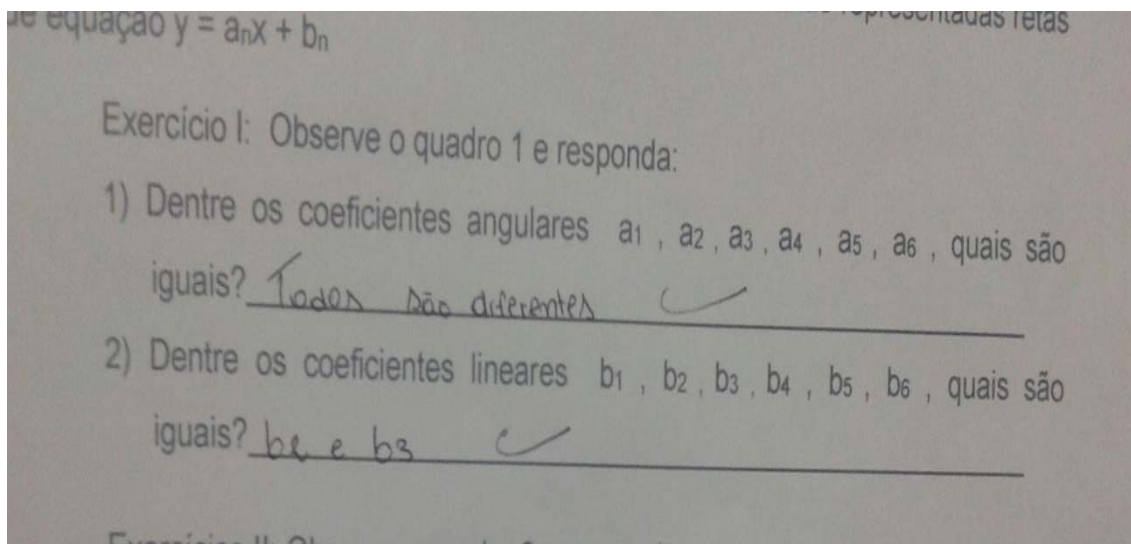 de equação y = anx + bn
representadas retas
Exercício I: Observe o quadro 1 e responda:
1) Dentre os coeficientes angulares a1 , a2 , a3 , a4 , a5 , a6 , quais são
iguais? Todos são diferentes
2) Dentre os coeficientes lineares b1 , b2 , b3 , b4 , b5 , b6 , quais são
iguais? b2 e b3